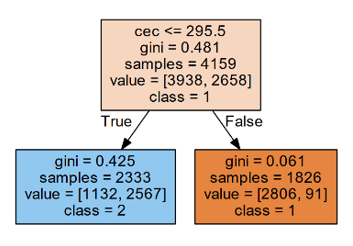 cec <= 295.5
gini = 0.481
samples = 4159
value = [3938, 2658]
class = 1
True
False
gini = 0.425
samples = 2333
value = [1132, 2567]
class = 2
gini = 0.061
samples = 1826
value = [2806, 91]
class = 1